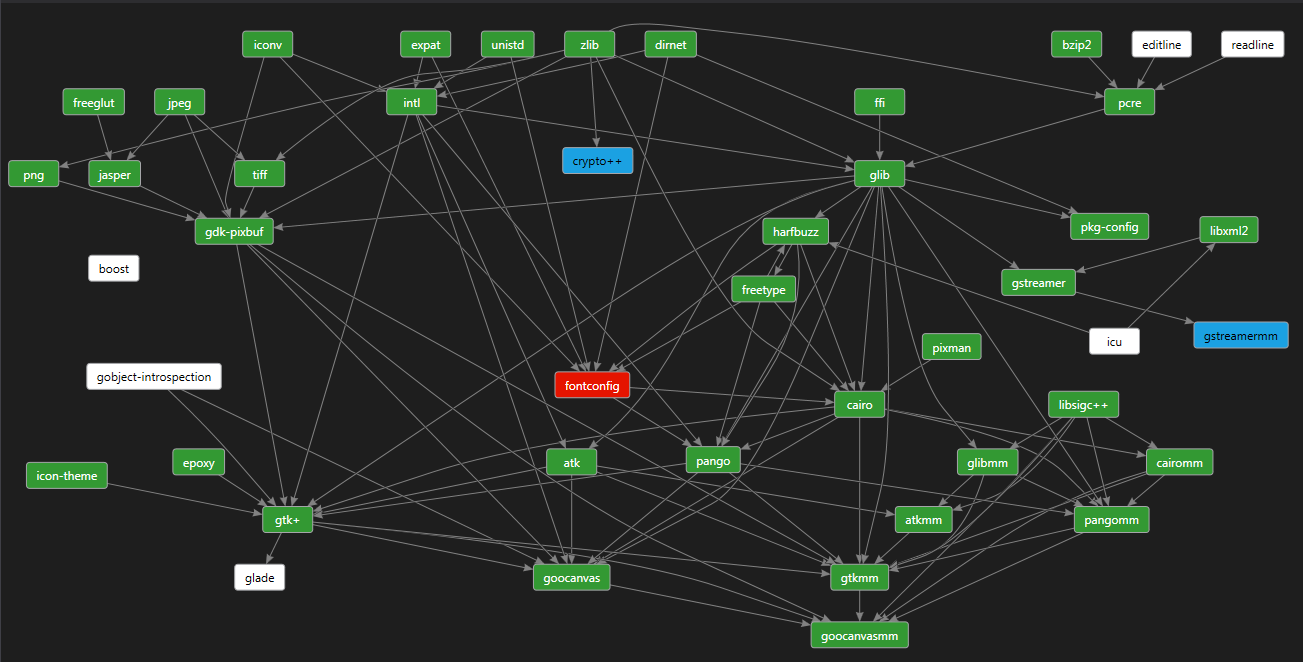 iconv
expat
unistd
zlib
dirnet
bzip2
editline
readline
freeglut
jpeg
intl
ffi
pcre
png
jasper
tiff
crypto++
glib
gdk-pixbuf
harfbuzz
pkg-config
libxml2
boost
freetype
gstreamer
icu
gstreamermm
pixman
gobject-introspection
fontconfig
cairo
libsigc++
icon-theme
epoxy
atk
pango
glibmm
cairomm
gtk+
atkmm
pangomm
glade
goocanvas
gtkmm
goocanvasmm